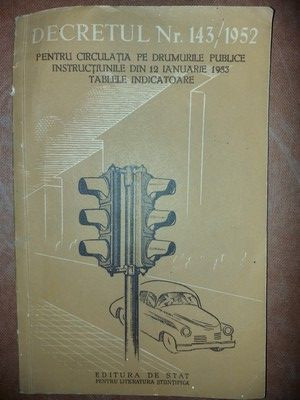 DECRETUL Nr. 143/1952
PENTRU CIRCULAȚIA PE DRUMURILE PUBLICE
INSTRUCȚIUNILE DIN 12 IANUARIE 1953
TABLELE INDICATOARE
EDITURA DE STAT
PENTRU LITERATURA ȘTIINȚIFICĂ